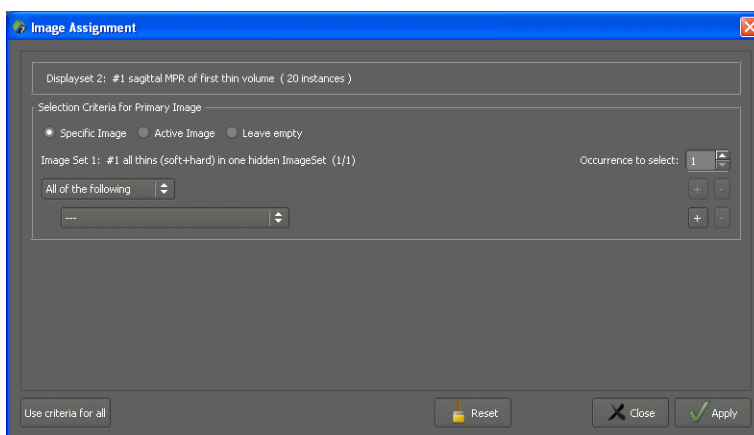 Image Assignment
Displayset 2: #1 sagittal MPR of first thin volume ( 20 instances )
Selection Criteria for Primary Image
Specific Image Active Image Leave empty
Image Set 1: #1 all thins (soft+hard) in one hidden ImageSet (1/1) Occurrence to select: 1
All of the following + -
--- + -
Use criteria for all Reset Close Apply